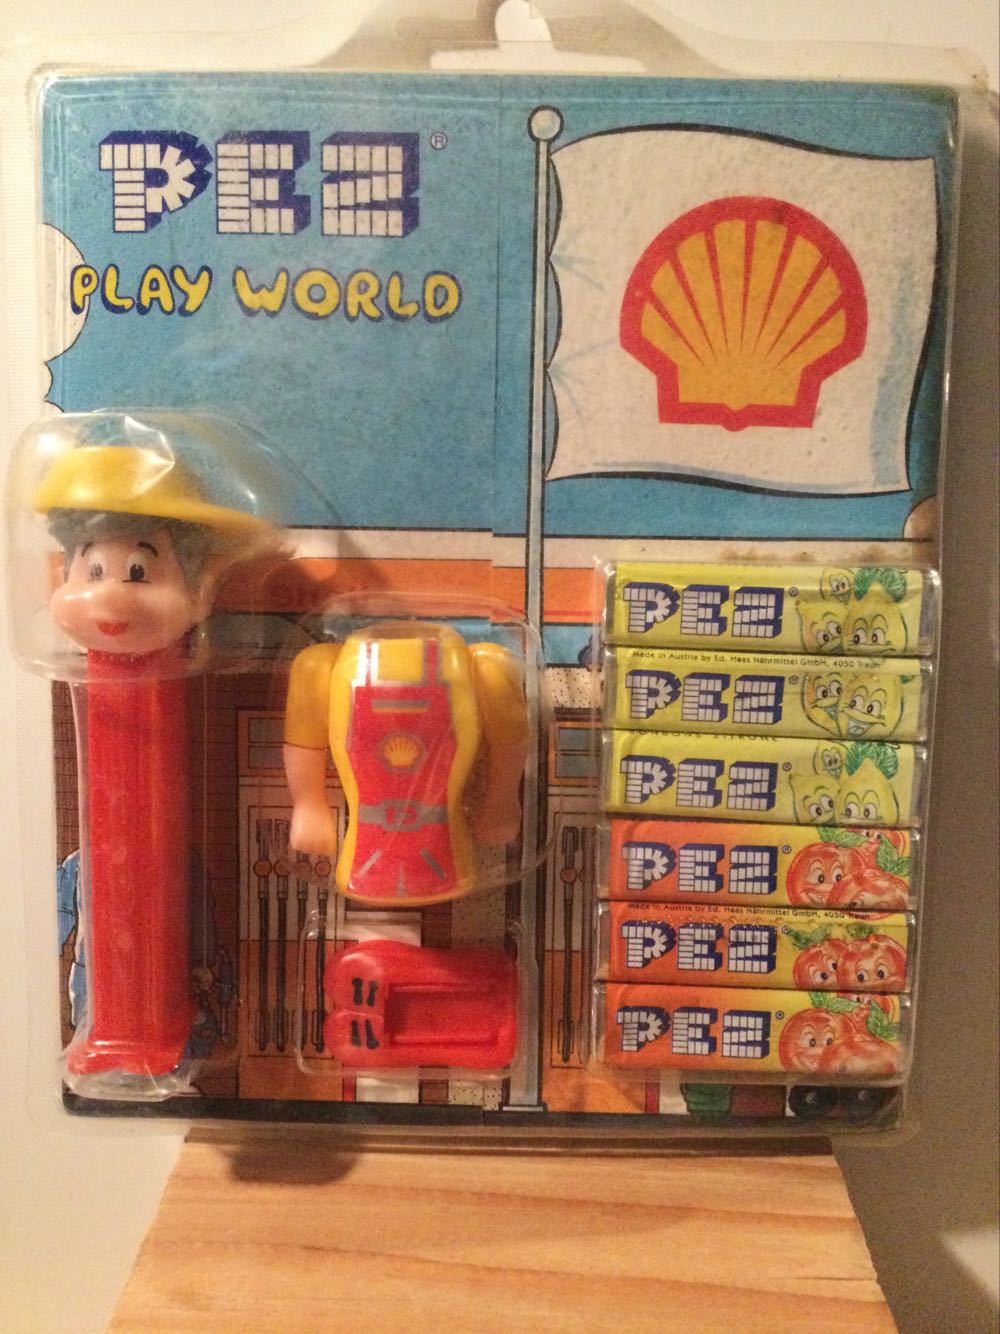 PEZ®
PLAY WORLD
Shell
PEZ®
Made in Austria by Ed. Haas Nährmittel GmbH, 4050 Traun
PEZ®
PEZ®
PEZ®
Made in Austria by Ed. Haas Nährmittel GmbH, 4050 Traun
PEZ®
PEZ®